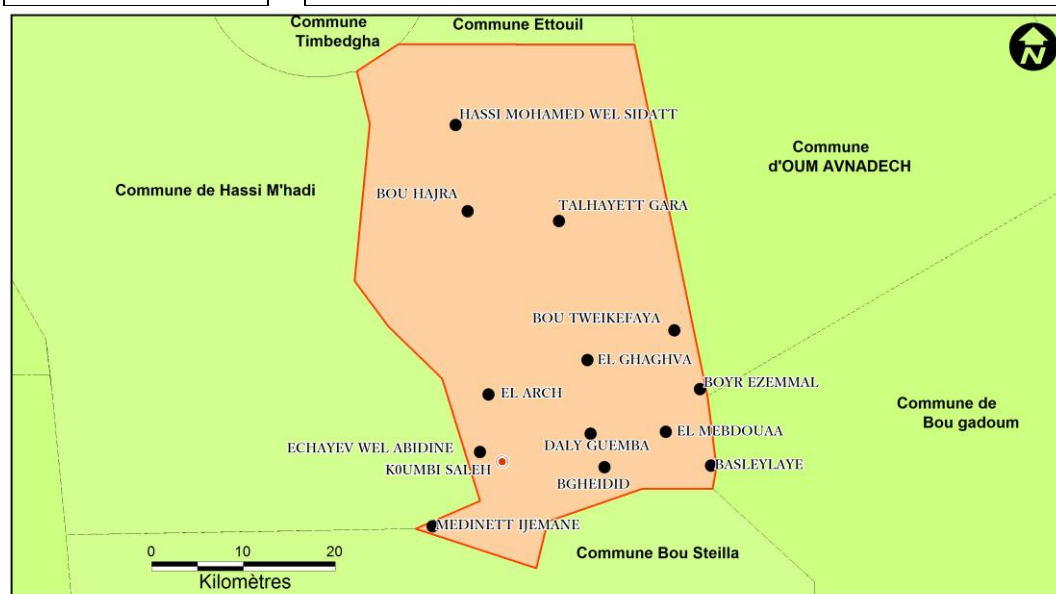 Commune
Timbedgha
Commune Ettouil
N
HASSI MOHAMED WEL SIDATT
Commune
d'OUM AVNADECH
Commune de Hassi M'hadi
BOU HAJRA
TALHAYETT GARA
BOU TWEIKEFAYA
EL GHAGHVA
BOYR EZEMMAL
EL ARCH
Commune de
Bou gadoum
EL MEBDOUAA
DALY GUEMBA
ECHAYEV WEL ABIDINE
K0UMBI SALEH
BASLEYLAYE
BGHEIDID
MEDINETT IJEMANE
Commune Bou Steilla
0 10 20
Kilomètres